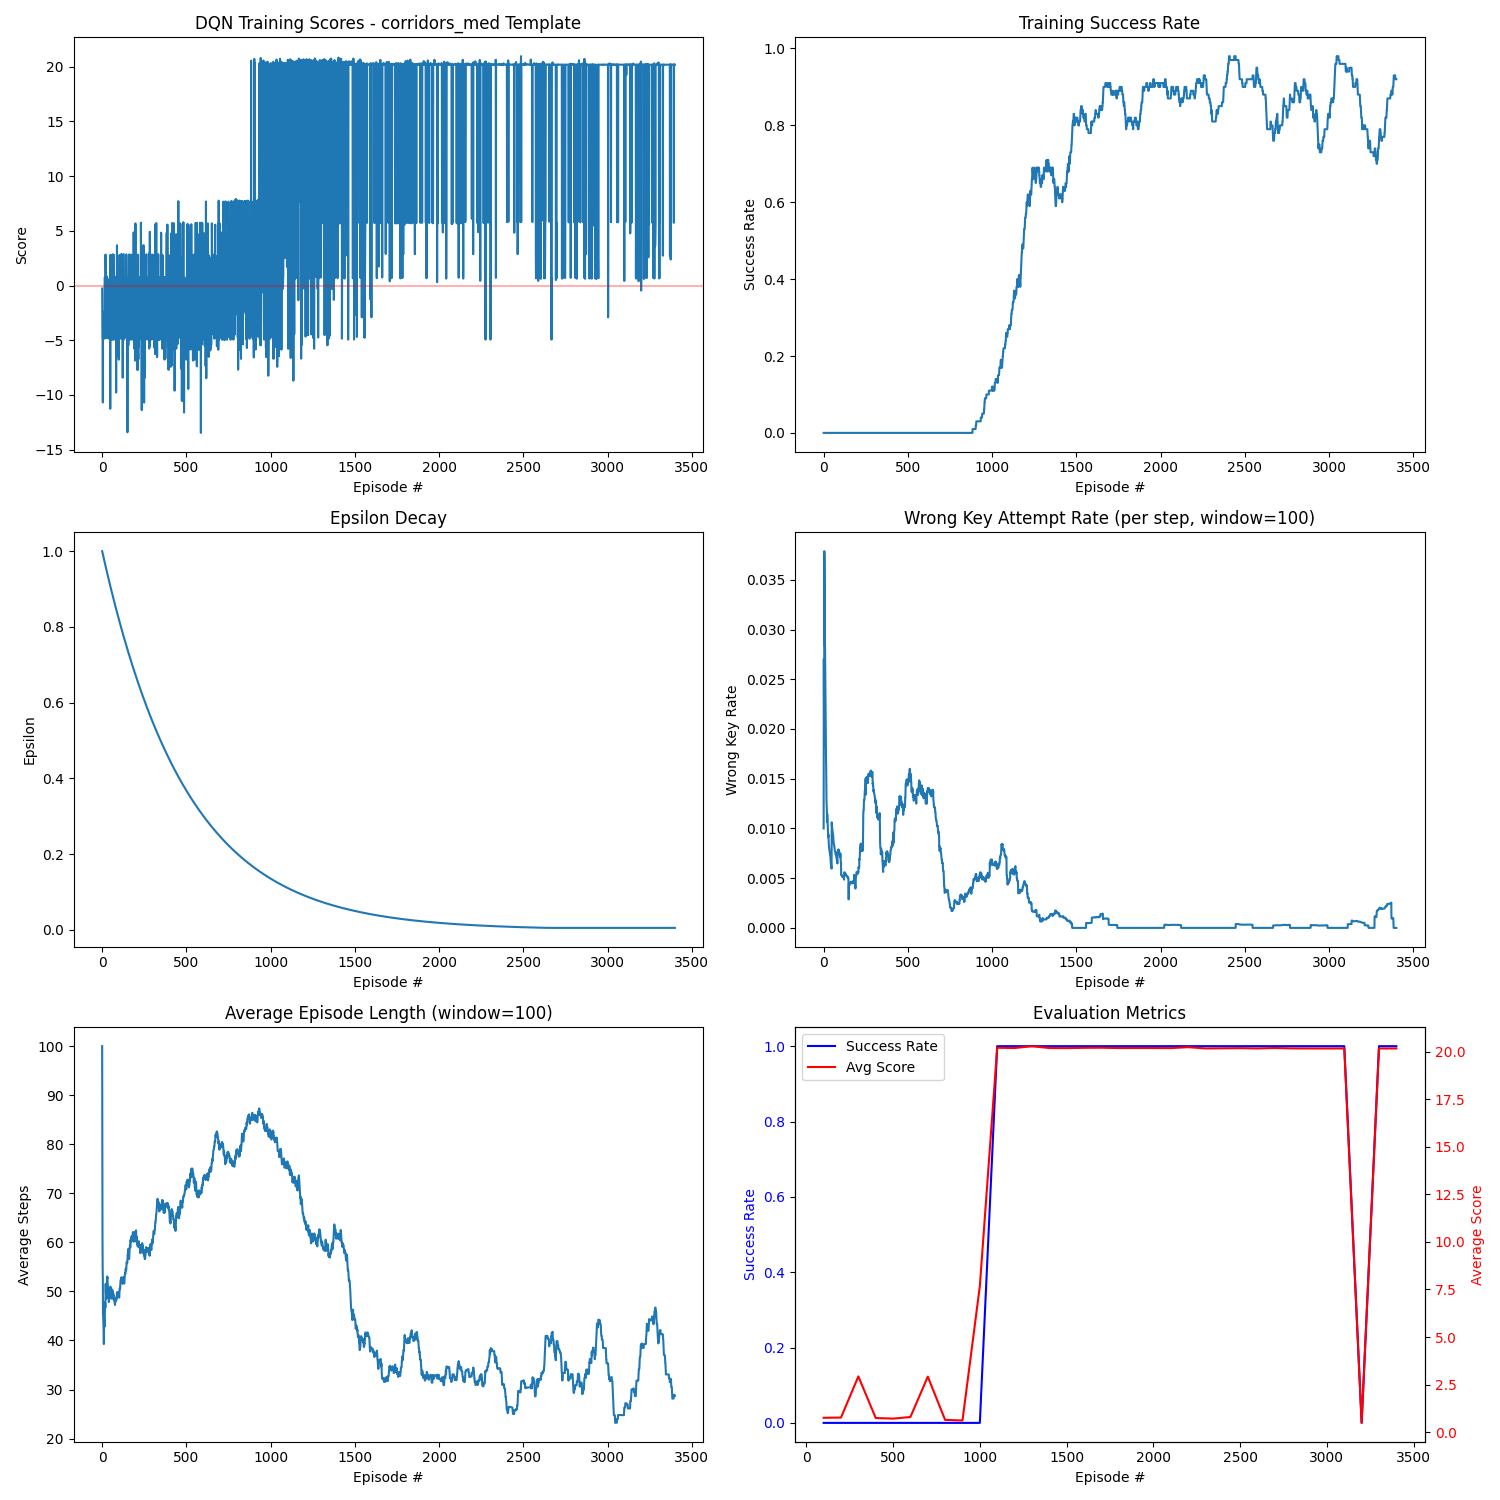 DQN Training Scores - corridors_med Template
Score
20
15
10
5
0
−5
−10
−15
0 500 1000 1500 2000 2500 3000 3500
Episode #
Training Success Rate
Success Rate
1.0
0.8
0.6
0.4
0.2
0.0
0 500 1000 1500 2000 2500 3000 3500
Episode #
Epsilon Decay
Epsilon
1.0
0.8
0.6
0.4
0.2
0.0
0 500 1000 1500 2000 2500 3000 3500
Episode #
Wrong Key Attempt Rate (per step, window=100)
Wrong Key Rate
0.035
0.030
0.025
0.020
0.015
0.010
0.005
0.000
0 500 1000 1500 2000 2500 3000 3500
Episode #
Average Episode Length (window=100)
Average Steps
100
90
80
70
60
50
40
30
20
0 500 1000 1500 2000 2500 3000 3500
Episode #
Evaluation Metrics
Success Rate
Avg Score
Success Rate
1.0
0.8
0.6
0.4
0.2
0.0
20.0
17.5
15.0
12.5
10.0
7.5
5.0
2.5
0.0
Average Score
0 500 1000 1500 2000 2500 3000 3500
Episode #